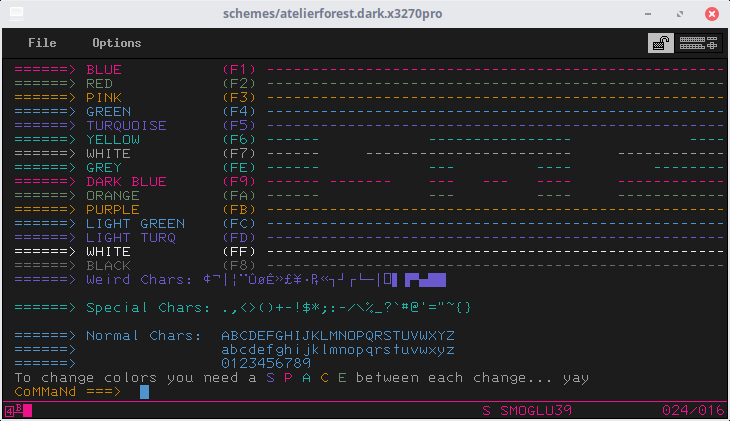 schemes/atelierforest.dark.x3270pro
File Options
======> BLUE (F1)
======> RED (F2)
======> PINK (F3)
======> GREEN (F4)
======> TURQUOISE (F5)
======> YELLOW (F6)
======> WHITE (F7)
======> GREY (FE)
======> DARK BLUE (F9)
======> ORANGE (FA)
======> PURPLE (FB)
======> LIGHT GREEN (FC)
======> LIGHT TURQ (FD)
======> WHITE (FF)
======> BLACK (F8)
======> Weird Chars:
======> Special Chars: .,<>()+-!$*;:-/\%_?`#@'="~{}
======> Normal Chars: ABCDEFGHIJKLMNOPQRSTUVWXYZ
======> abcdefghijklmnopqrstuvwxyz
======> 0123456789
To change colors you need a S P A C E between each change... yay
CoMMaNd ===>
4 B S SMOGLU39 024/016